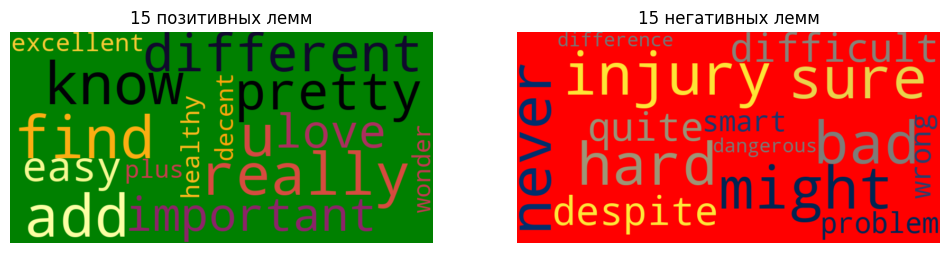 15 позитивных лемм
excellent
different
know
pretty
find
healthy
decent
u
love
easy
plus
really
wonder
add
important
15 негативных лемм
difference
difficult
never
injury
sure
quite
smart
bad
wrong
hard
dangerous
might
despite
problem